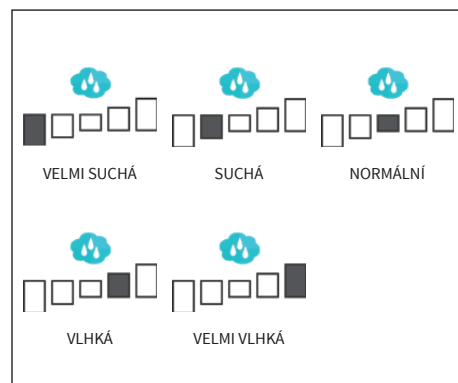 VELMI SUCHÁ
SUCHÁ
NORMÁLNÍ
VLHKÁ
VELMI VLHKÁ